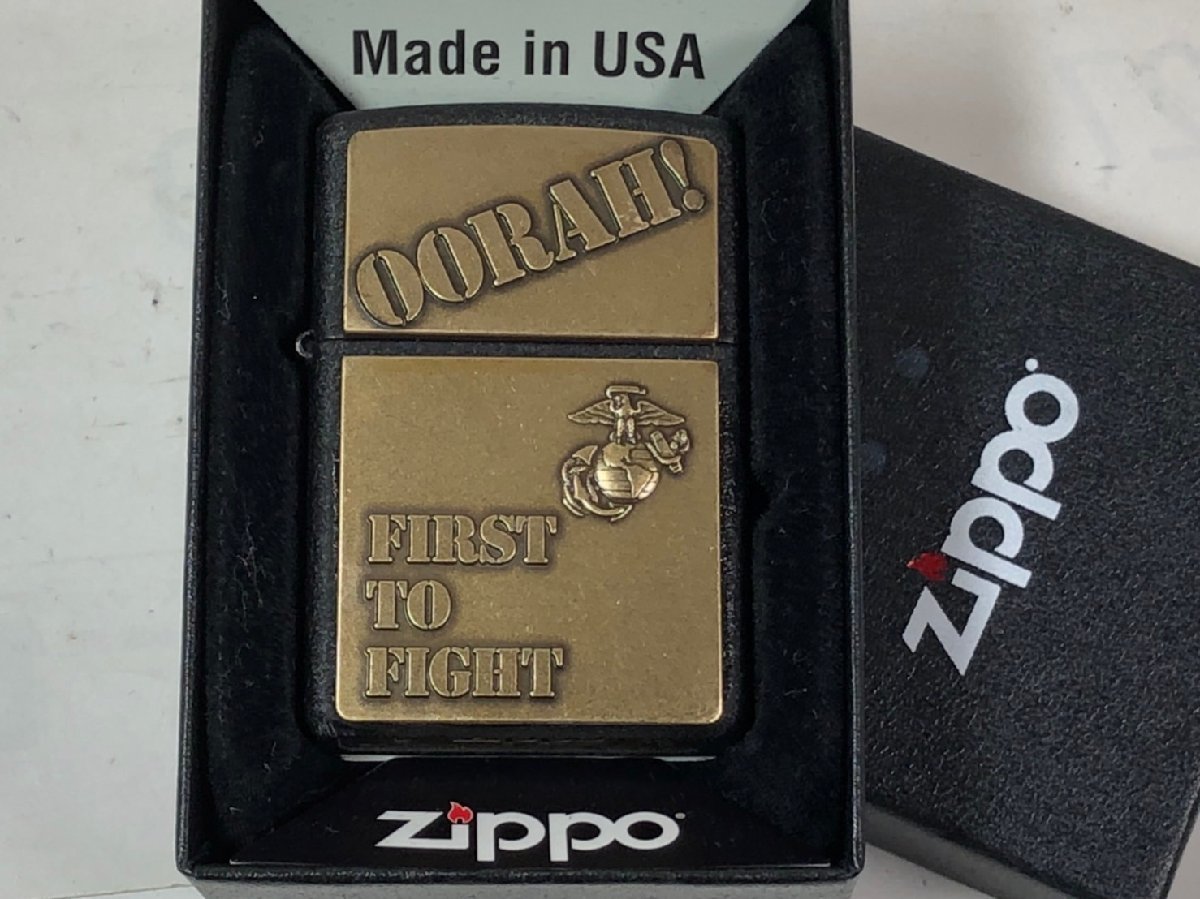 Made in USA
OORAH!
FIRST
TO
FIGHT
zippo
zippo